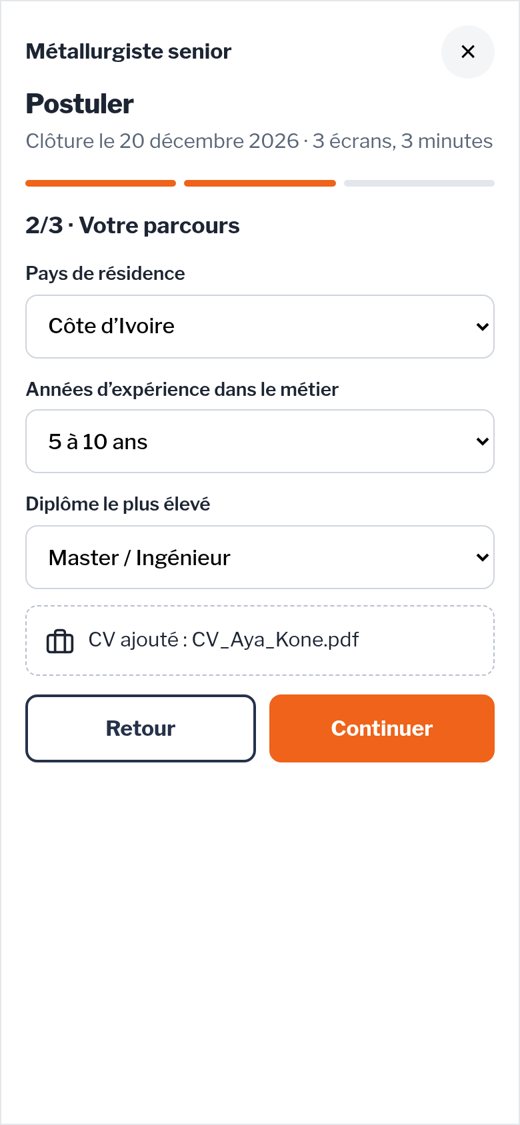 Métallurgiste senior
Postuler
Clôture le 20 décembre 2026 · 3 écrans, 3 minutes
2/3 · Votre parcours
Pays de résidence
Côte d’Ivoire
Années d’expérience dans le métier
5 à 10 ans
Diplôme le plus élevé
Master / Ingénieur
CV ajouté : CV_Aya_Kone.pdf
Retour
Continuer